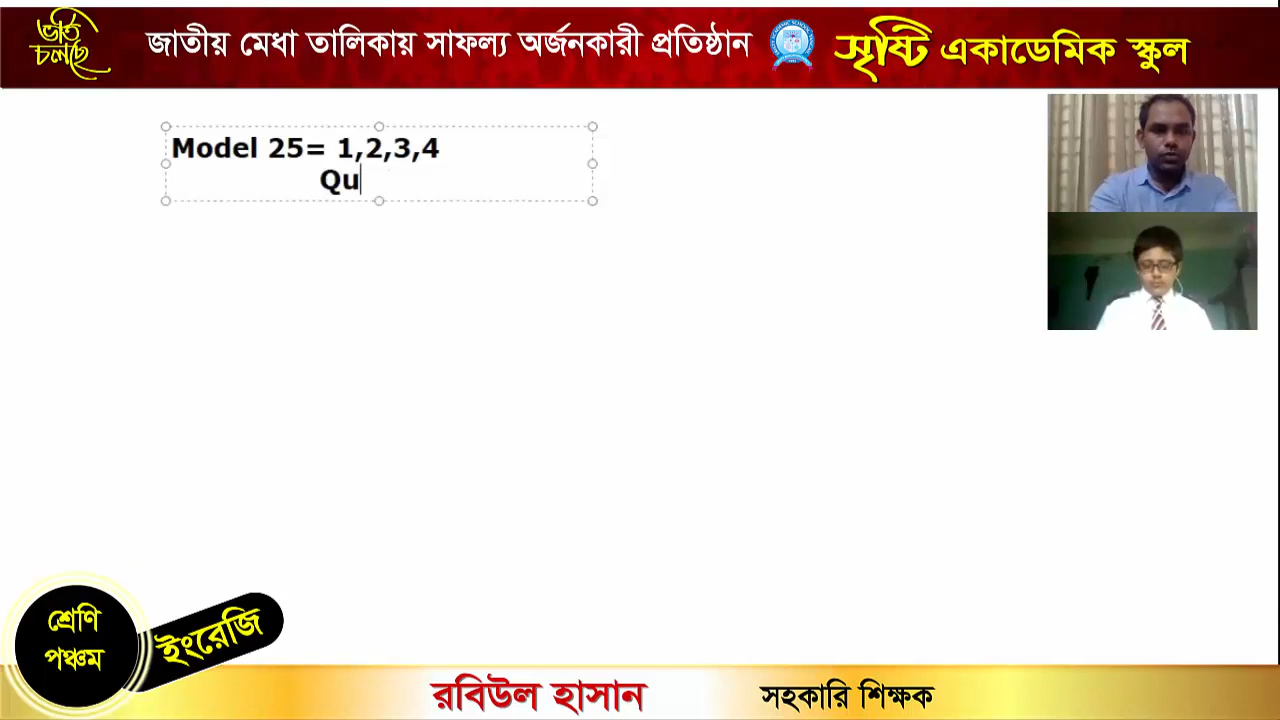 ভর্তি চলছে
জাতীয় মেধা তালিকায় সাফল্য অর্জনকারী প্রতিষ্ঠান
সৃষ্টি একাডেমিক স্কুল
Model 25= 1,2,3,4
Qu
শ্রেণি
পঞ্চম
ইংরেজি
রবিউল হাসান
সহকারি শিক্ষক